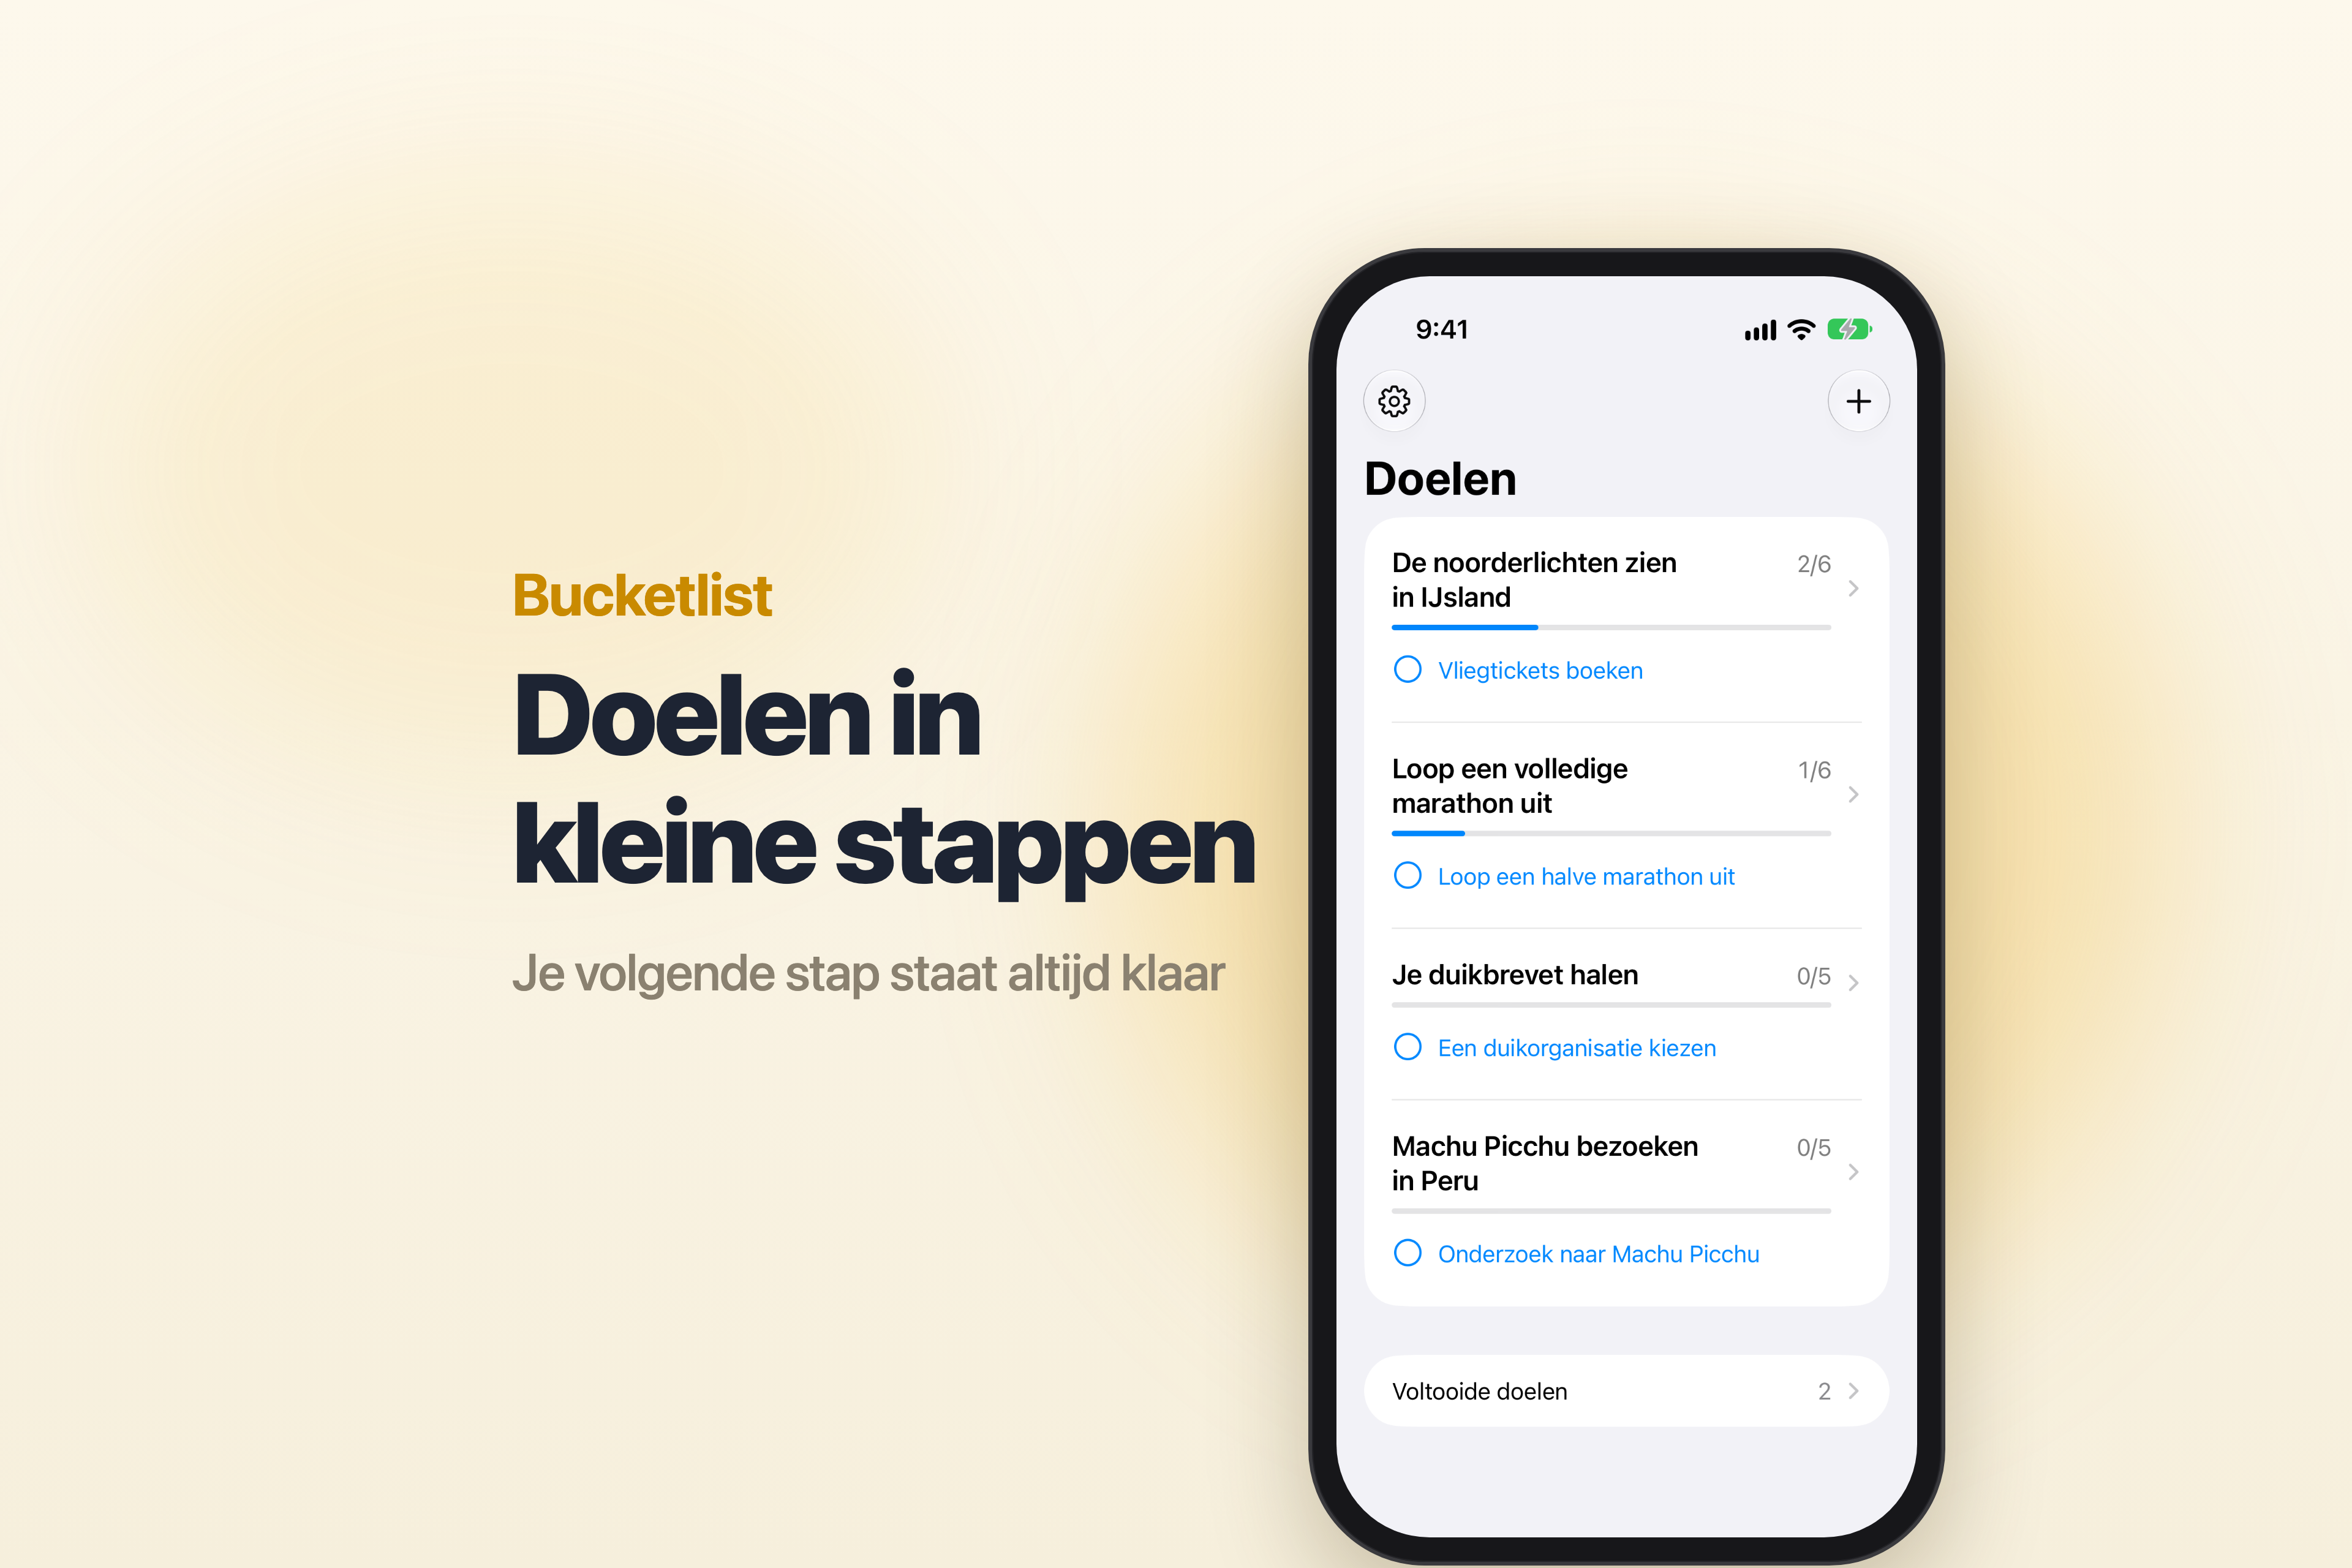 Bucketlist
Doelen in
kleine stappen
Je volgende stap staat altijd klaar
9:41
Doelen
De noorderlichten zien
in IJsland
2/6
Vliegtickets boeken
Loop een volledige
marathon uit
1/6
Loop een halve marathon uit
Je duikbrevet halen
0/5
Een duikorganisatie kiezen
Machu Picchu bezoeken
in Peru
0/5
Onderzoek naar Machu Picchu
Voltooide doelen
2